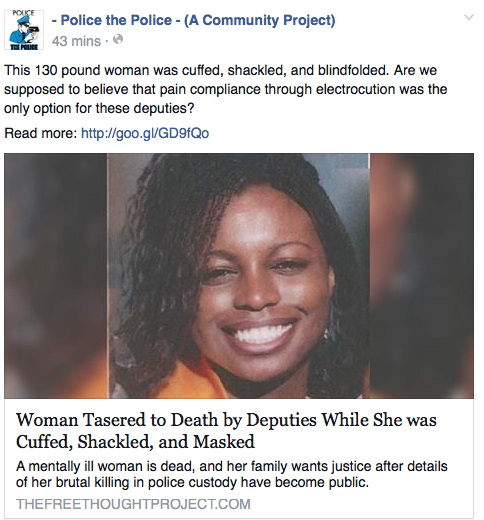 POLICE
THE POLICE
- Police the Police - (A Community Project)
43 mins ·
This 130 pound woman was cuffed, shackled, and blindfolded. Are we
supposed to believe that pain compliance through electrocution was the
only option for these deputies?
Read more: http://goo.gl/GD9fQo
Woman Tasered to Death by Deputies While She was
Cuffed, Shackled, and Masked
A mentally ill woman is dead, and her family wants justice after details
of her brutal killing in police custody have become public.
THEFREETHOUGHTPROJECT.COM